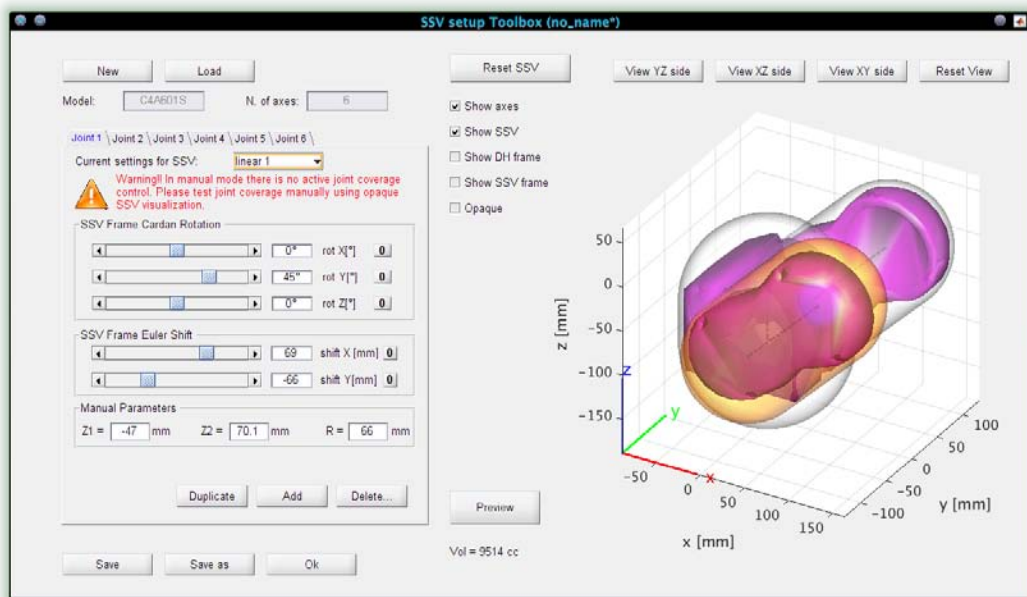 SSV setup Toolbox (no_name*)
New Load
Model: C4A601S N. of axes: 6
Joint 1 Joint 2 Joint 3 Joint 4 Joint 5 Joint 6
Current settings for SSV: linear 1
Warning!! In manual mode there is no active joint coverage
control. Please test joint coverage manually using opaque
SSV visualization.
SSV Frame Cardan Rotation
0° rot X[°] 0
45° rot Y[°] 0
0° rot Z[°] 0
SSV Frame Euler Shift
69 shift X [mm] 0
-66 shift Y[mm] 0
Manual Parameters
Z1 = -47 mm Z2 = 70.1 mm R = 66 mm
Duplicate Add Delete...
Save Save as Ok
Reset SSV
Show axes
Show SSV
Show DH frame
Show SSV frame
Opaque
Preview
Vol = 9514 cc
View YZ side View XZ side View XY side Reset View
50
0
-50
-100
-150
z [mm]
z
y
x
-50 0 50 100 150
x [mm]
-100 -50 0 50 100
y [mm]